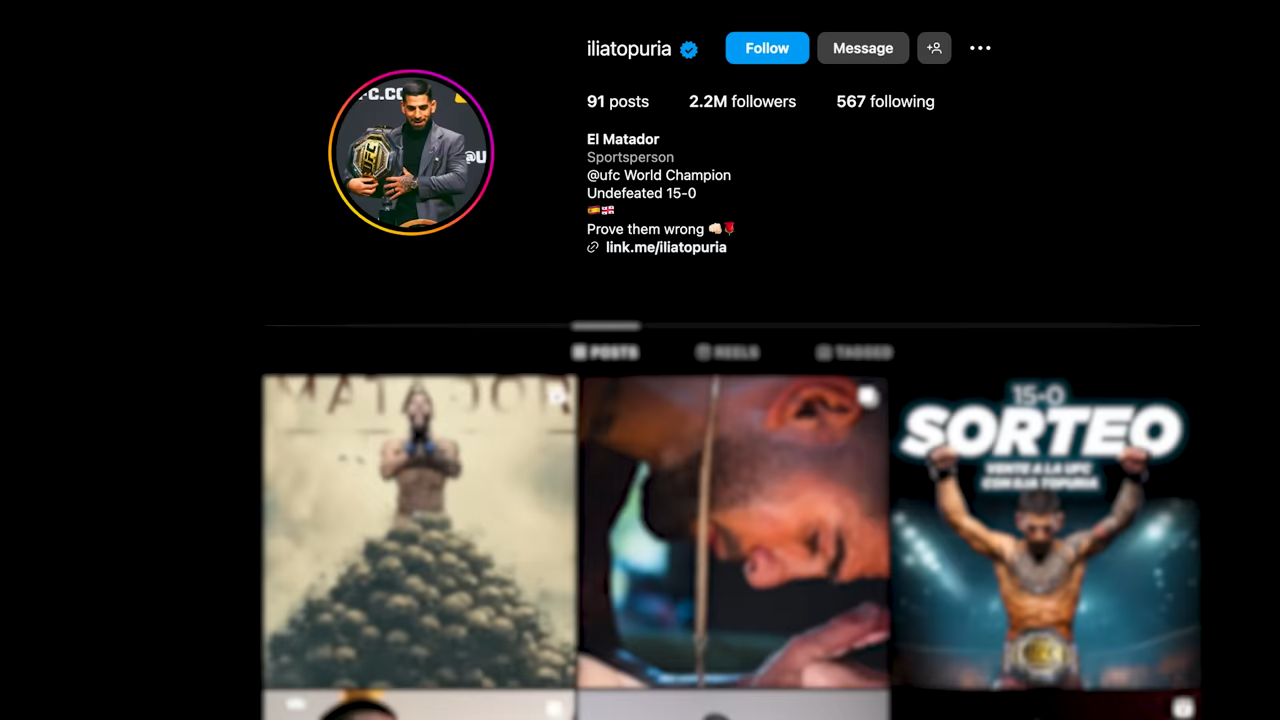 iliatopuria
Follow
Message
91 posts
2.2M followers
567 following
El Matador
Sportsperson
@ufc World Champion
Undefeated 15-0
🇪🇸🇬🇪
Prove them wrong 👊🏻🌹
link.me/iliatopuria
POSTS
REELS
TAGGED
15-0
SORTEO
VENTE A LA UFC
CON ILIA TOPURIA
UFC
@U